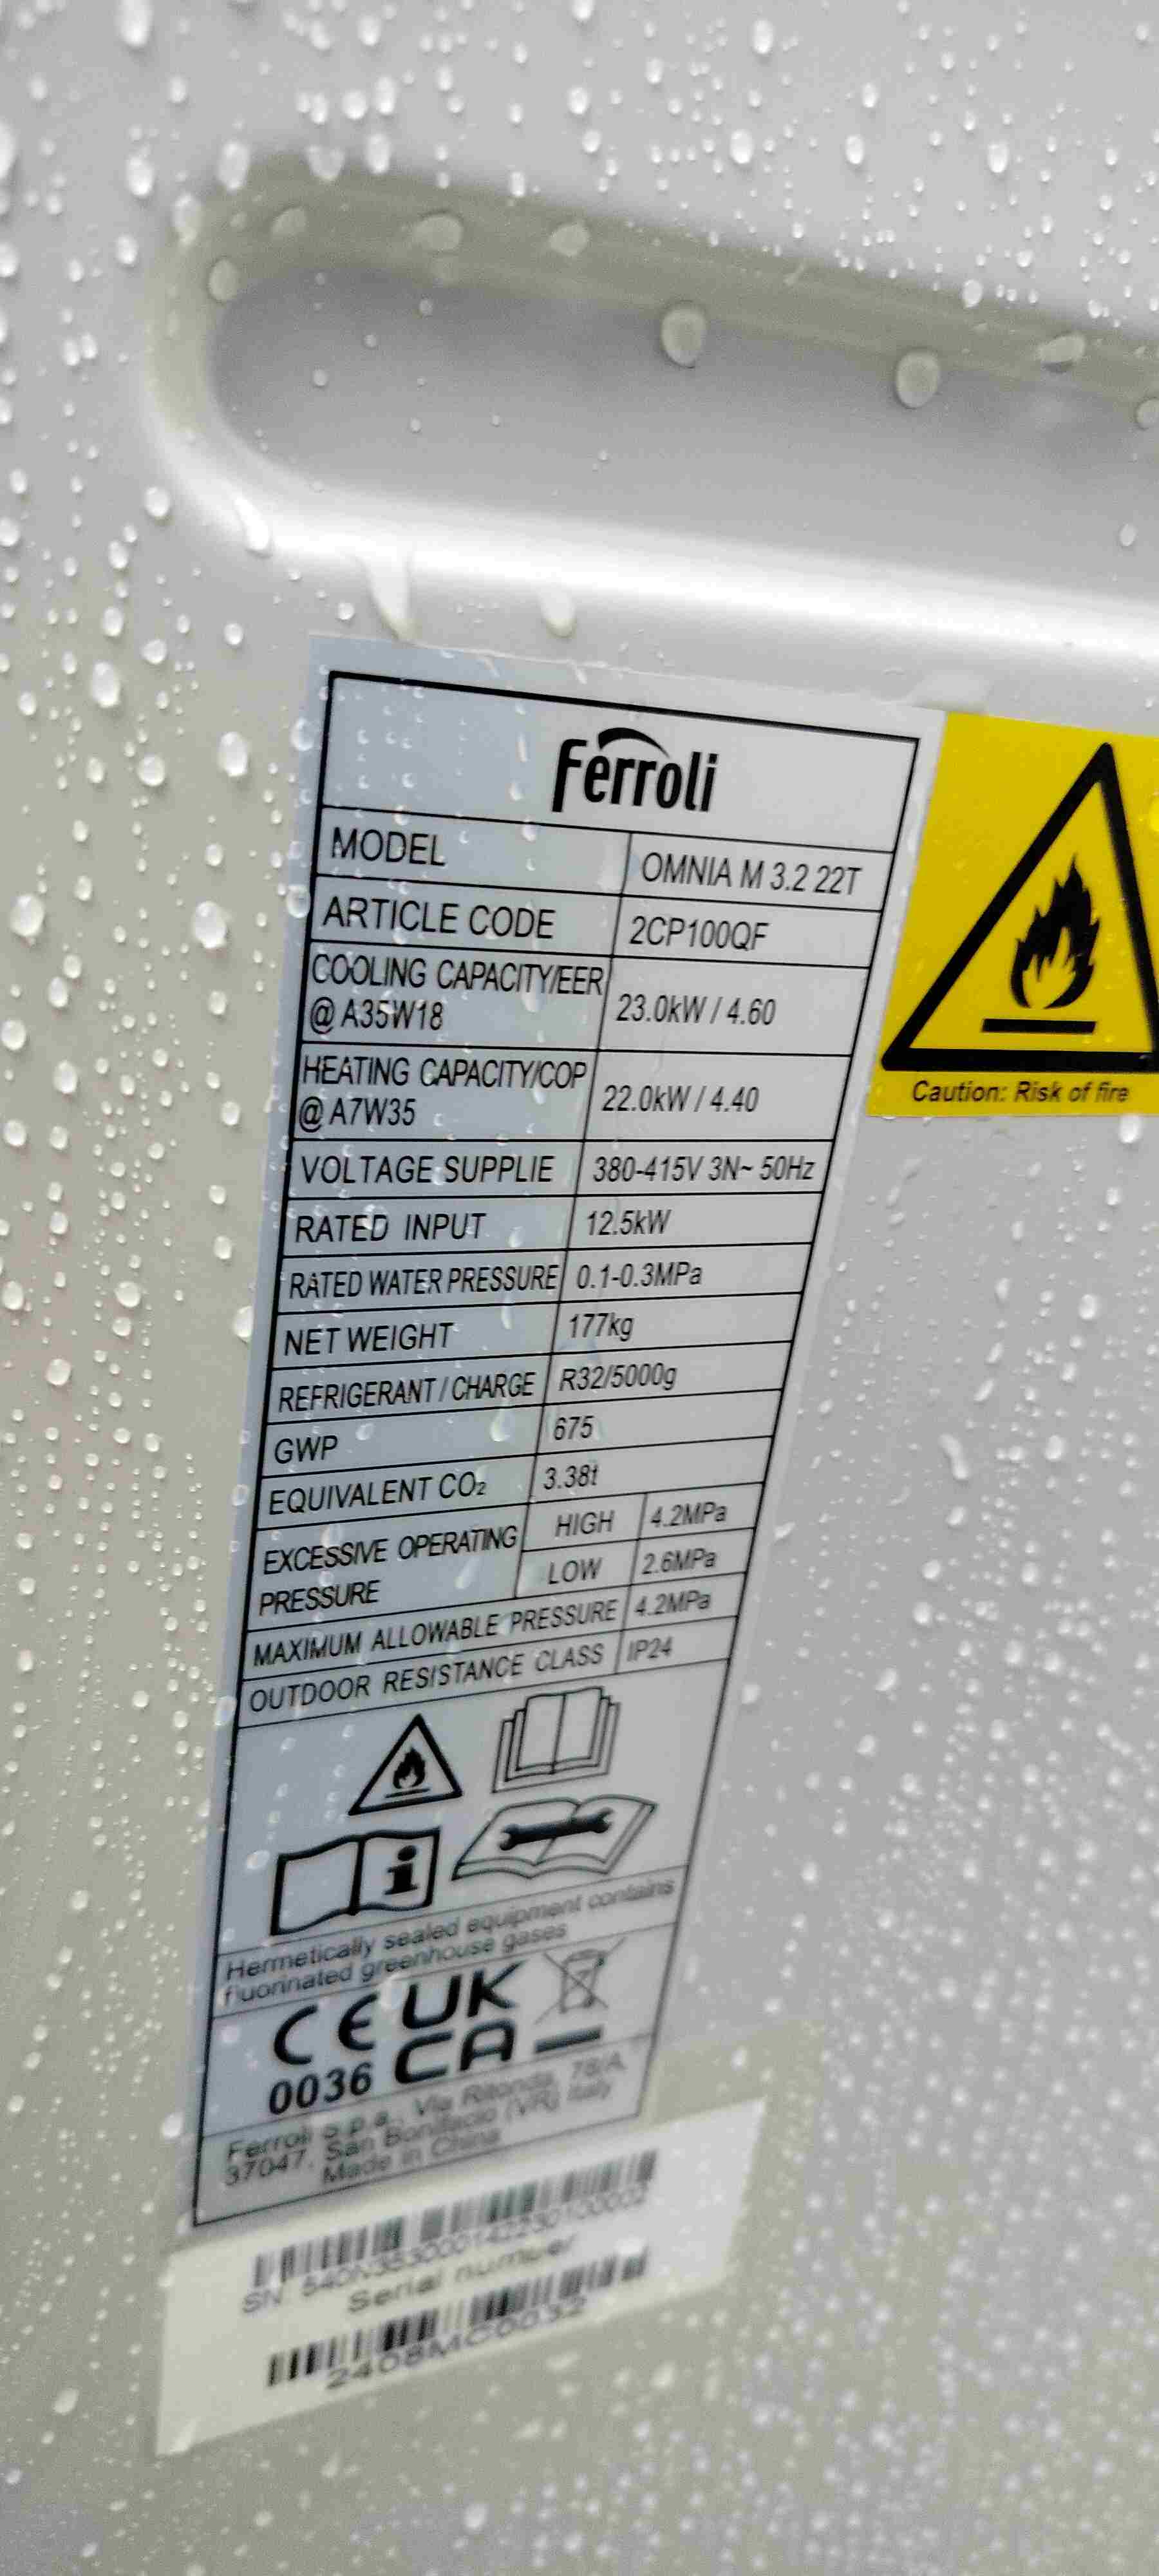 Ferroli
MODEL OMNIA M 3.2 22T
ARTICLE CODE 2CP100QF
COOLING CAPACITY/EER
@ A35W18 23.0kW / 4.60
HEATING CAPACITY/COP
@ A7W35 22.0kW / 4.40
VOLTAGE SUPPLIE 380-415V 3N~ 50Hz
RATED INPUT 12.5kW
RATED WATER PRESSURE 0.1-0.3MPa
NET WEIGHT 177kg
REFRIGERANT / CHARGE R32/5000g
GWP 675
EQUIVALENT CO₂ 3.38t
EXCESSIVE OPERATING PRESSURE HIGH 4.2MPa
LOW 2.6MPa
MAXIMUM ALLOWABLE PRESSURE 4.2MPa
OUTDOOR RESISTANCE CLASS IP24
Hermetically sealed equipment contains
fluorinated greenhouse gases
CE UK
0036 CA
Ferroli s.p.a., Via Ritonda, 78/A,
37047, San Bonifacio (VR) Italy
Made in China
SN
Serial number
2408MC0032
Caution: Risk of fire